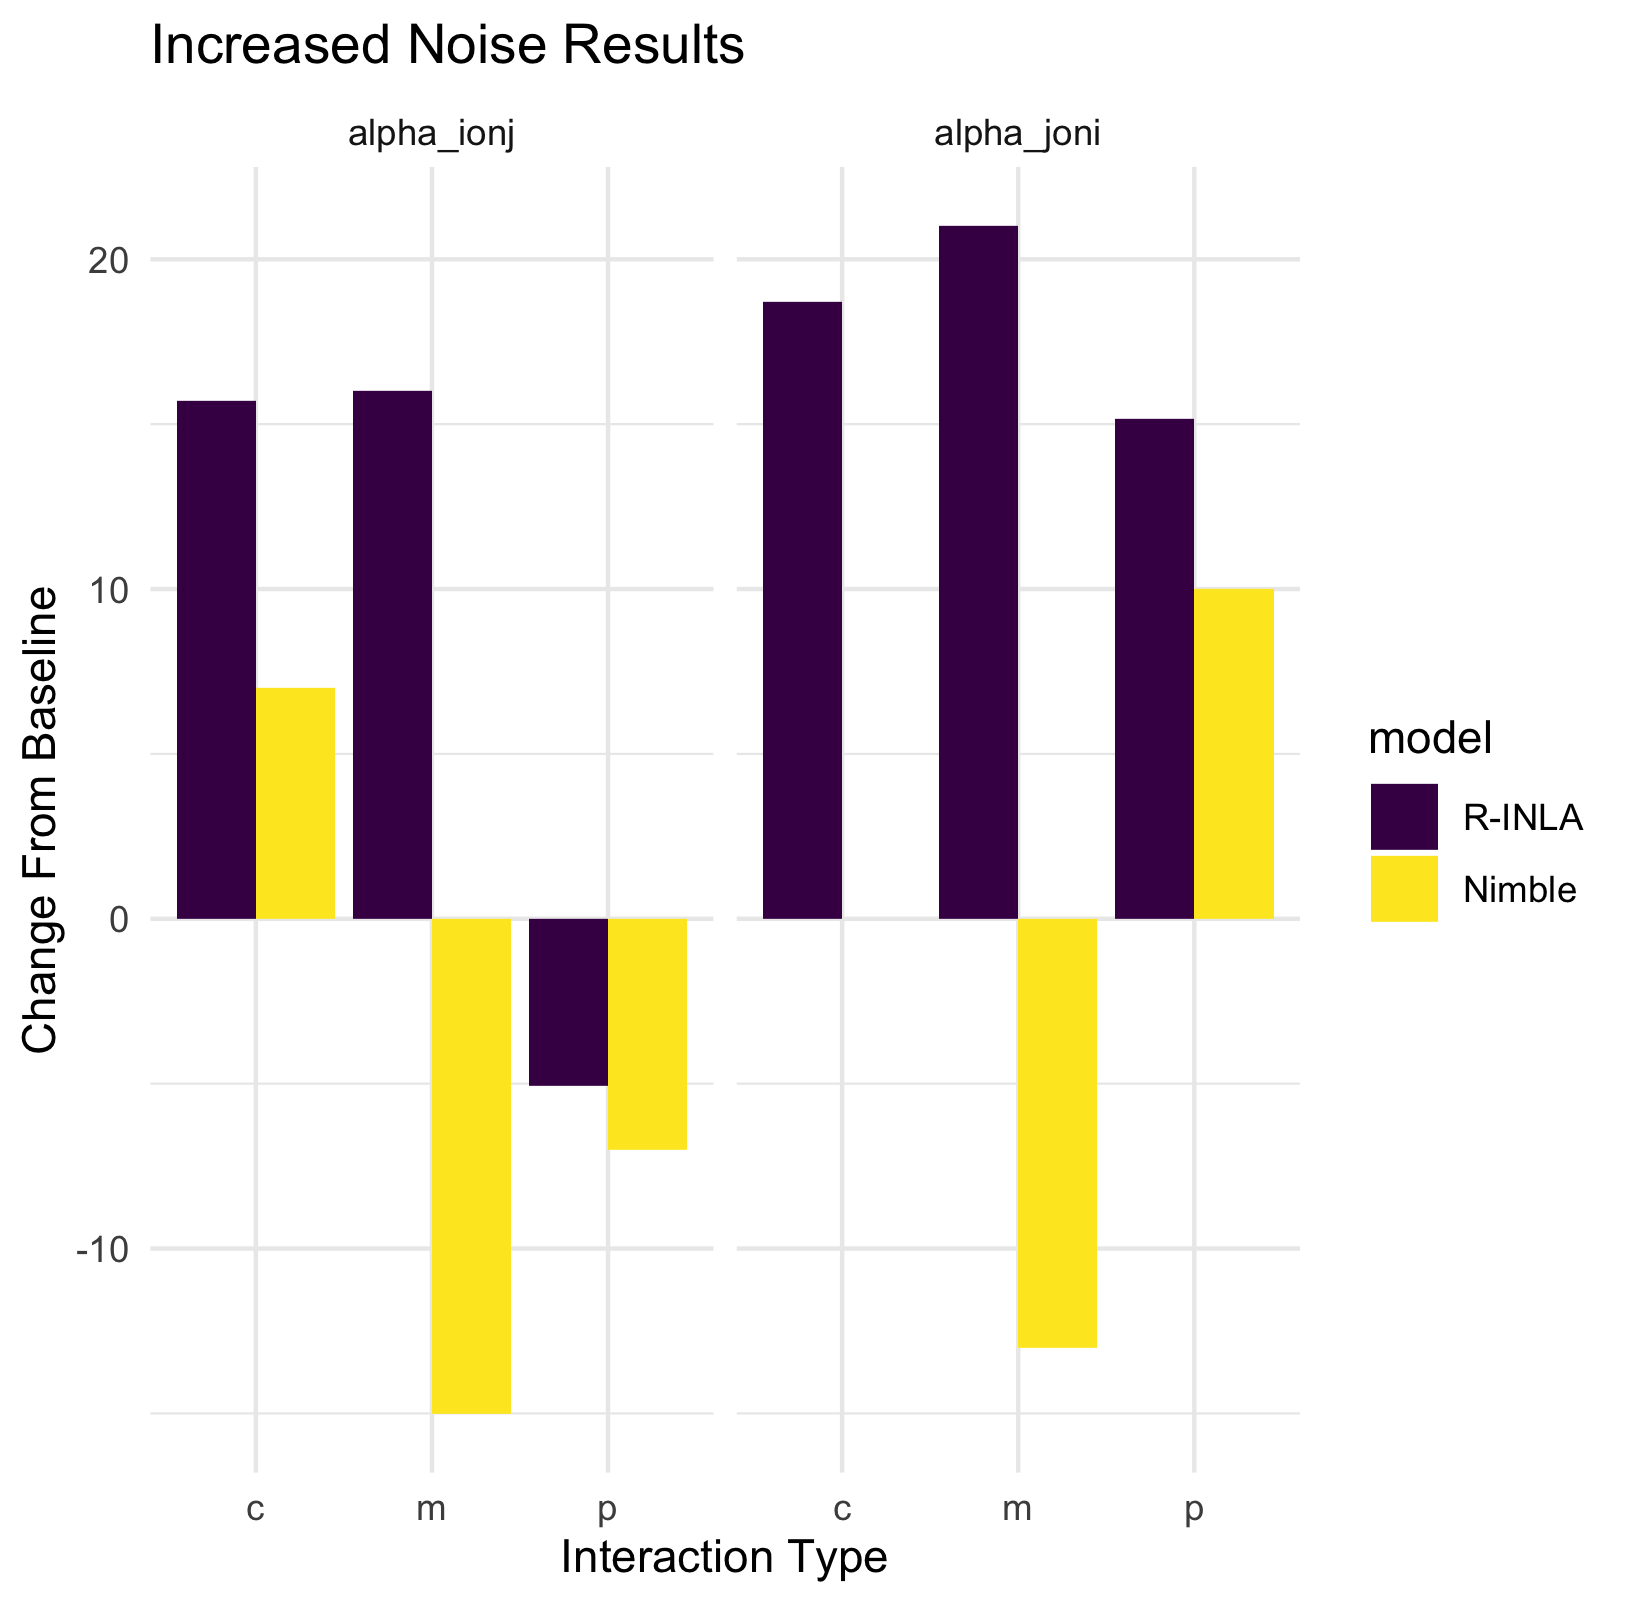 Increased Noise Results
alpha_ionj
alpha_joni
20
10
0
-10
Change From Baseline
c
m
p
c
m
p
Interaction Type
model
R-INLA
Nimble